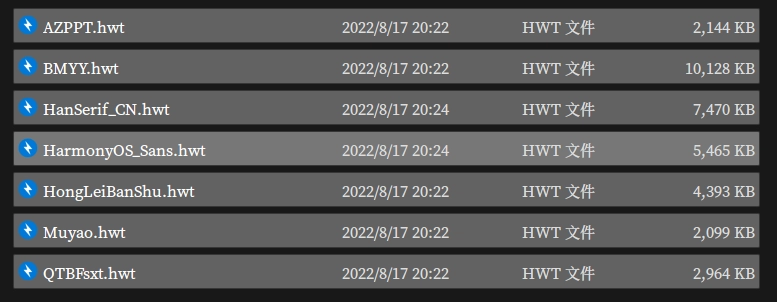 AZPPT.hwt 2022/8/17 20:22 HWT 文件 2,144 KB
BMYY.hwt 2022/8/17 20:22 HWT 文件 10,128 KB
HanSerif_CN.hwt 2022/8/17 20:24 HWT 文件 7,470 KB
HarmonyOS_Sans.hwt 2022/8/17 20:24 HWT 文件 5,465 KB
HongLeiBanShu.hwt 2022/8/17 20:22 HWT 文件 4,393 KB
Muyao.hwt 2022/8/17 20:22 HWT 文件 2,099 KB
QTBFsxt.hwt 2022/8/17 20:22 HWT 文件 2,964 KB